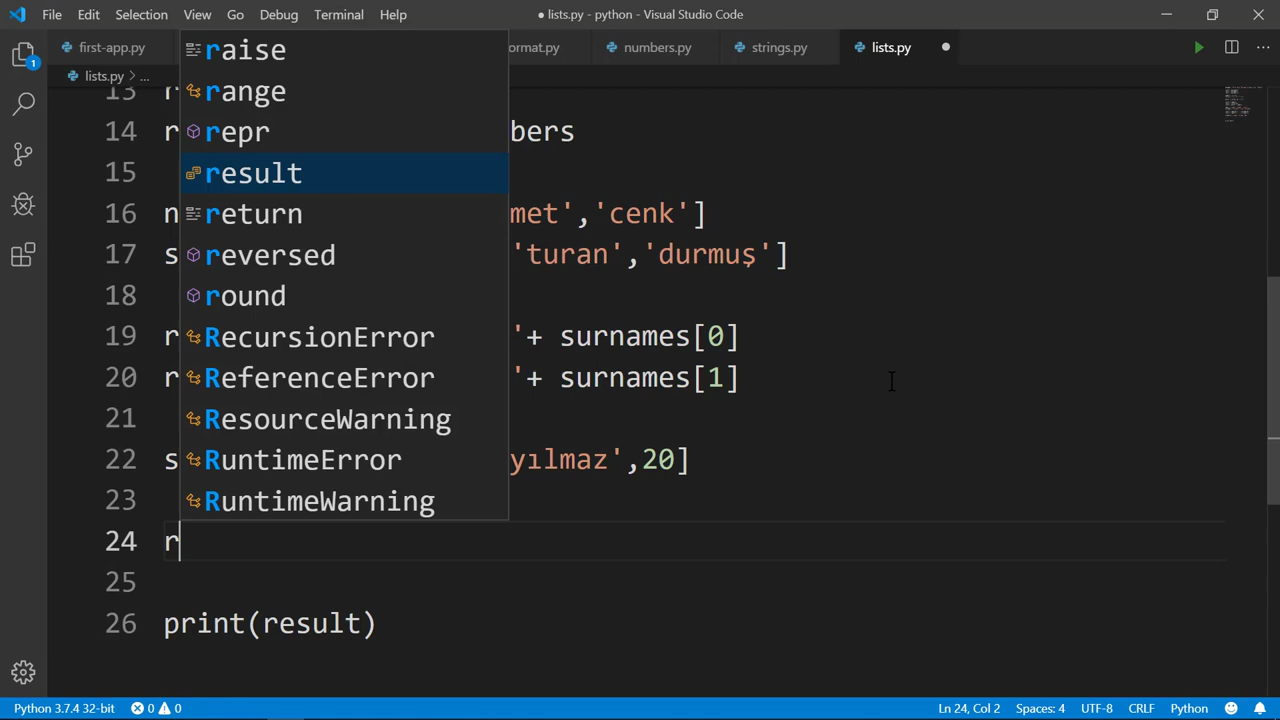 File Edit Selection View Go Debug Terminal Help
● lists.py - python - Visual Studio Code
first-app.py
ormat.py
numbers.py
strings.py
lists.py
1
lists.py > ...
13 r
14 r bers
15
16 n met','cenk']
17 s 'turan','durmuş']
18
19 r '+ surnames[0]
20 r '+ surnames[1]
21
22 s yılmaz',20]
23
24 r
25
26 print(result)
raise
range
repr
result
return
reversed
round
RecursionError
ReferenceError
ResourceWarning
RuntimeError
RuntimeWarning
Python 3.7.4 32-bit 0 0 Ln 24, Col 2 Spaces: 4 UTF-8 CRLF Python